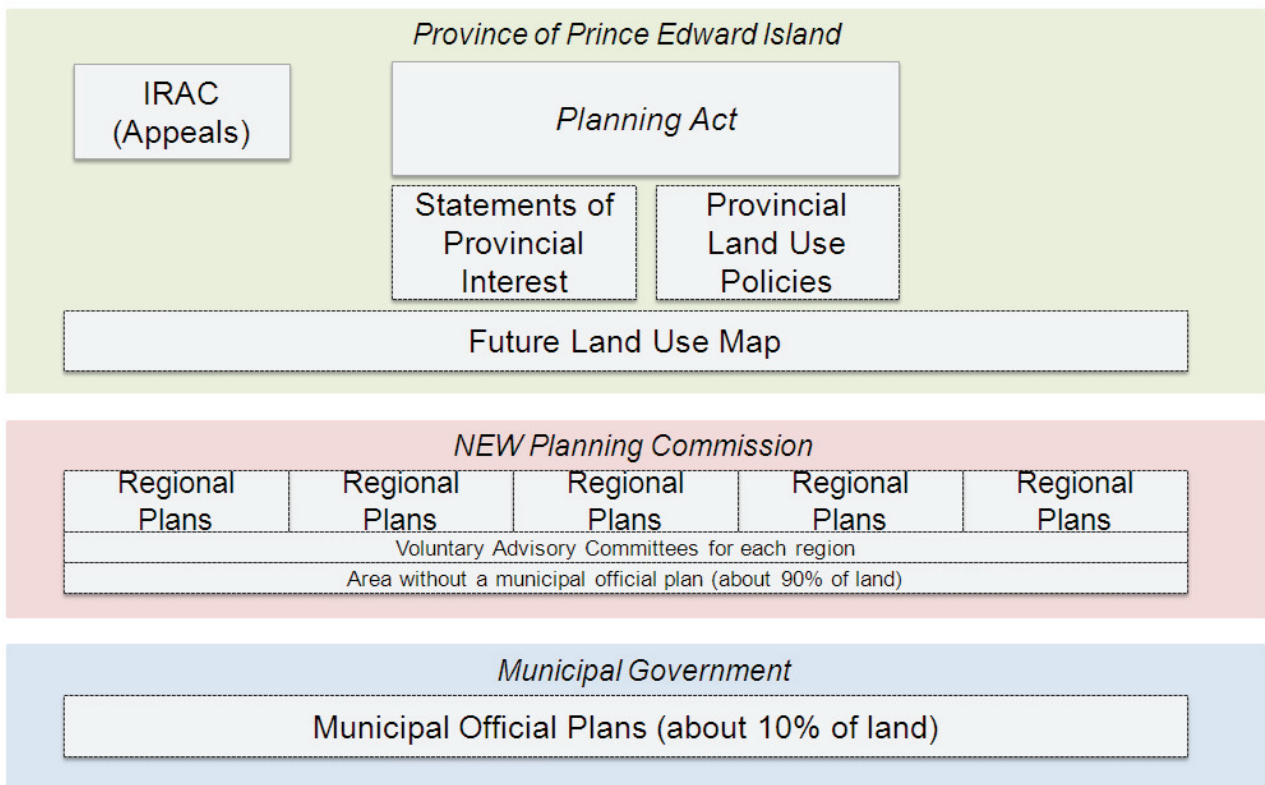 Province of Prince Edward Island
IRAC
(Appeals)
Planning Act
Statements of
Provincial
Interest
Provincial
Land Use
Policies
Future Land Use Map
NEW Planning Commission
Regional
Plans
Regional
Plans
Regional
Plans
Regional
Plans
Regional
Plans
Voluntary Advisory Committees for each region
Area without a municipal official plan (about 90% of land)
Municipal Government
Municipal Official Plans (about 10% of land)